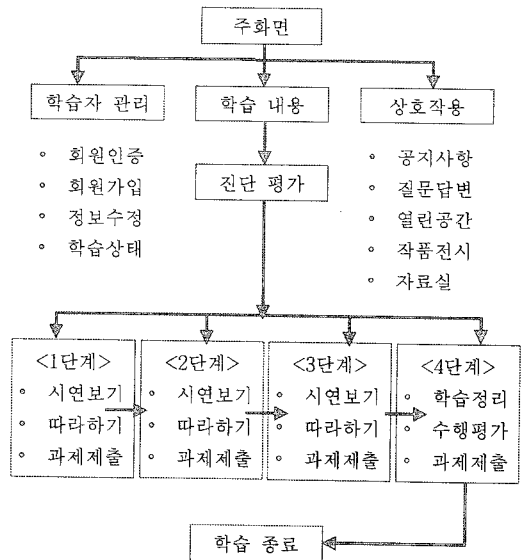 주화면
학습자 관리
학습 내용
상호작용
◦ 회원인증
◦ 회원가입
◦ 정보수정
◦ 학습상태
진단 평가
◦ 공지사항
◦ 질문답변
◦ 열린공간
◦ 작품전시
◦ 자료실
<1단계>
◦ 시연보기
◦ 따라하기
◦ 과제제출
<2단계>
◦ 시연보기
◦ 따라하기
◦ 과제제출
<3단계>
◦ 시연보기
◦ 따라하기
◦ 과제제출
<4단계>
◦ 학습정리
◦ 수행평가
◦ 과제제출
학습 종료